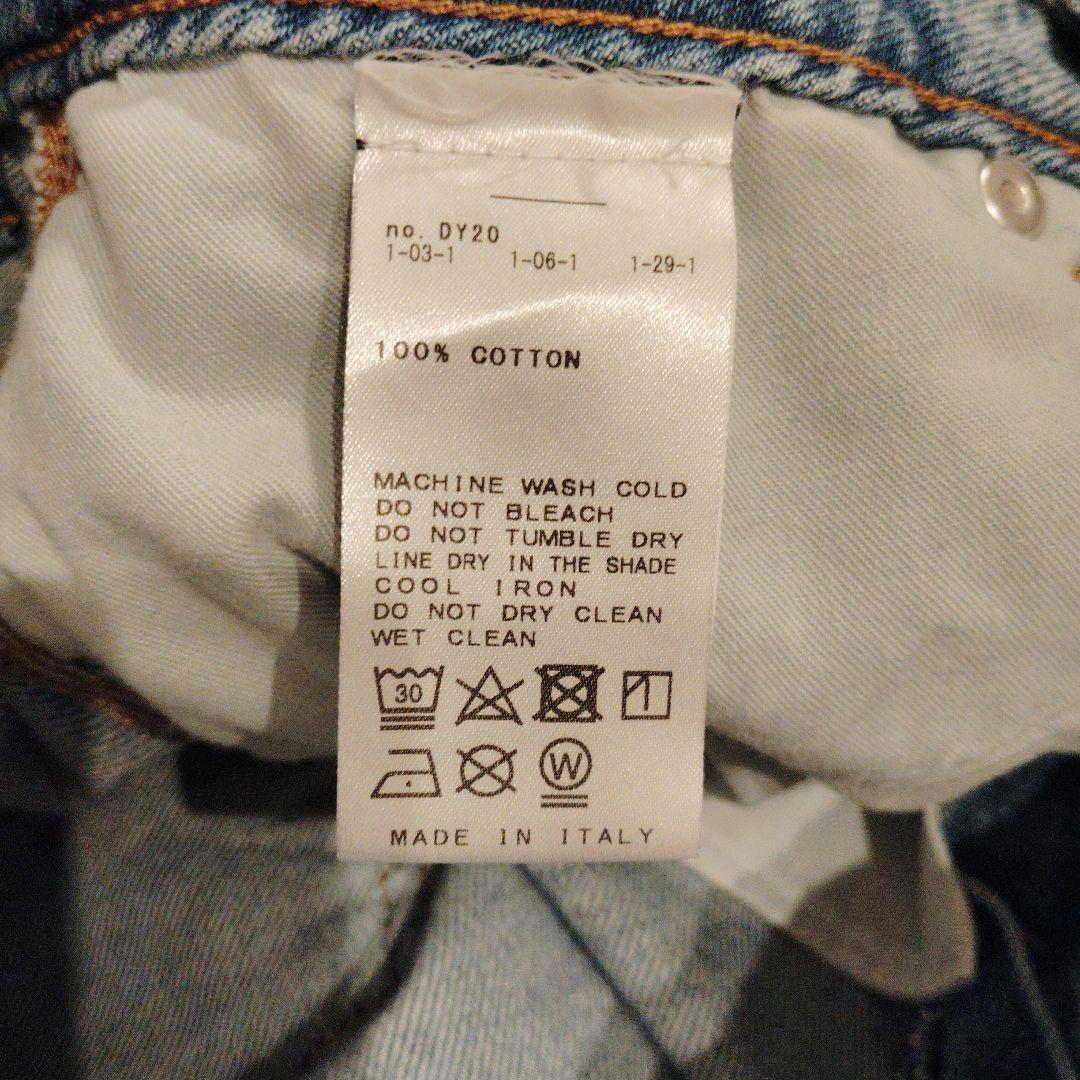 no. DY20
1-03-1 1-06-1 1-29-1
100% COTTON
MACHINE WASH COLD
DO NOT BLEACH
DO NOT TUMBLE DRY
LINE DRY IN THE SHADE
COOL IRON
DO NOT DRY CLEAN
WET CLEAN
30
W
MADE IN ITALY